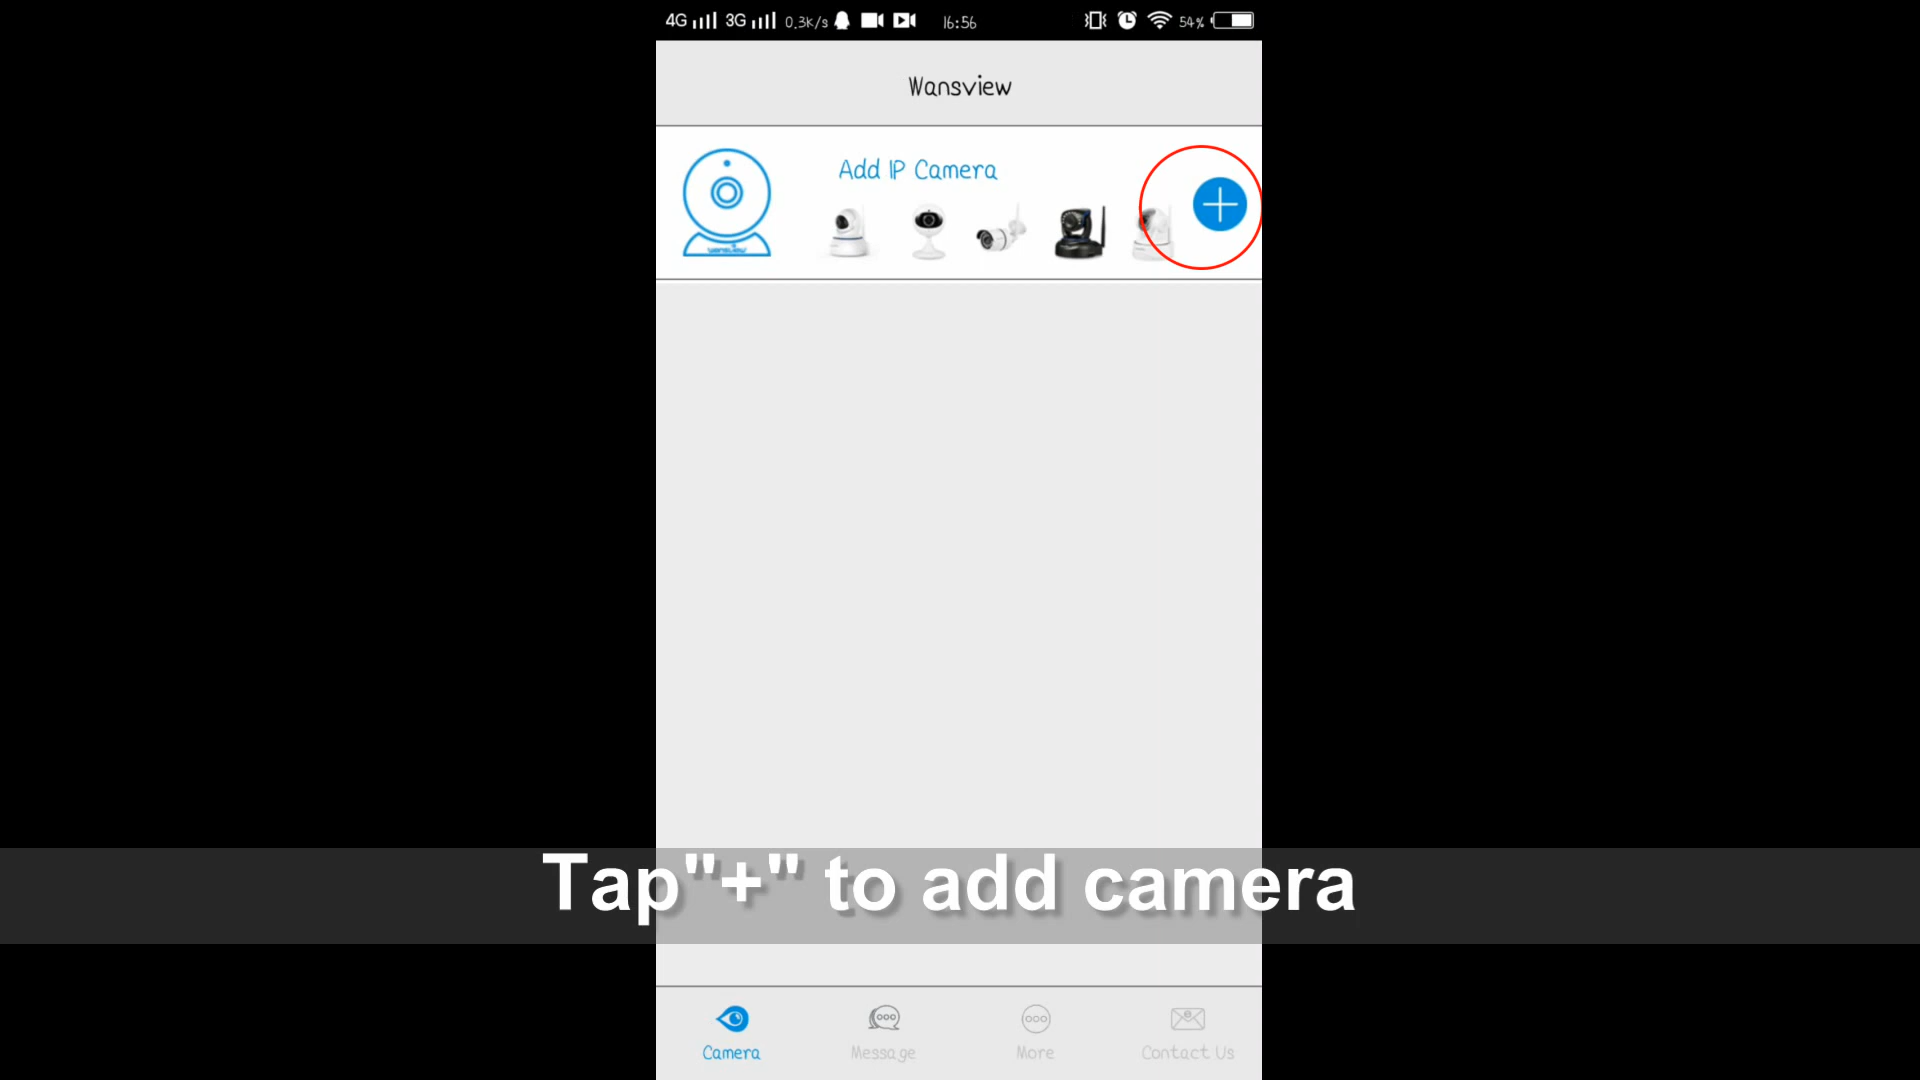 4G 3G 0.3K/s 16:56 54%
Wansview
Add IP Camera
wansview
Tap"+" to add camera
Camera Message More Contact Us